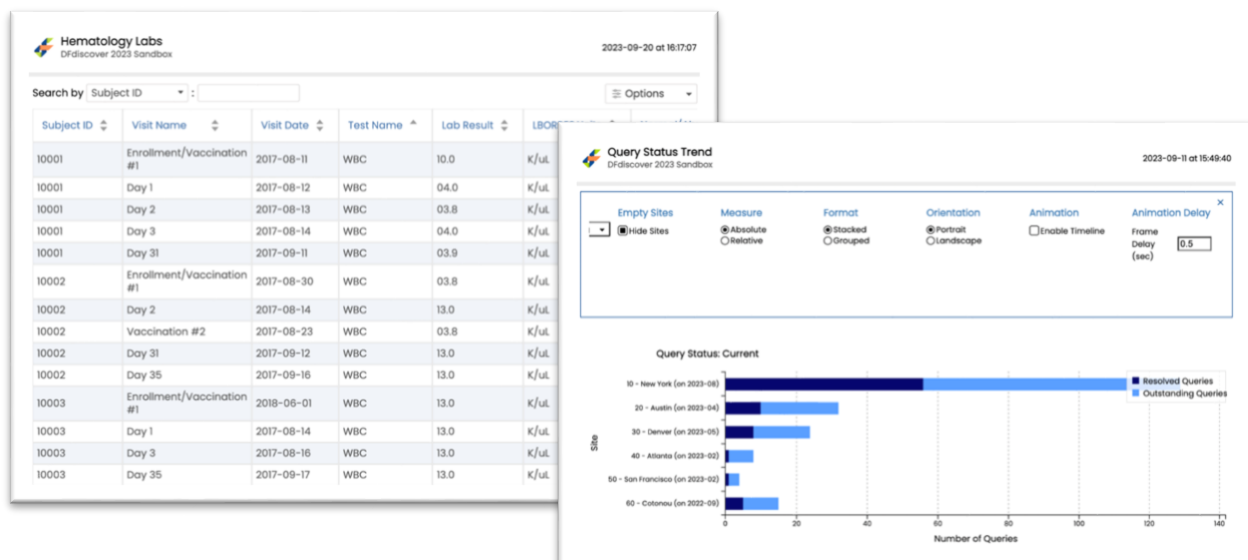 Hematology Labs
DFdiscover 2023 Sandbox
2023-09-20 at 16:17:07
Search by Subject ID :
Options
Subject ID Visit Name Visit Date Test Name Lab Result
10001 Enrollment/Vaccination #1 2017-08-11 WBC 10.0 K/uL
10001 Day 1 2017-08-12 WBC 04.0 K/uL
10001 Day 2 2017-08-13 WBC 03.8 K/uL
10001 Day 3 2017-08-14 WBC 04.0 K/uL
10001 Day 31 2017-09-11 WBC 03.9 K/uL
10002 Enrollment/Vaccination #1 2017-08-30 WBC 03.8 K/uL
10002 Day 2 2017-08-14 WBC 13.0 K/uL
10002 Vaccination #2 2017-08-23 WBC 03.8 K/uL
10002 Day 31 2017-09-12 WBC 13.0 K/uL
10002 Day 35 2017-09-16 WBC 13.0 K/uL
10003 Enrollment/Vaccination #1 2018-06-01 WBC 13.0 K/uL
10003 Day 1 2017-08-14 WBC 13.0 K/uL
10003 Day 3 2017-08-16 WBC 13.0 K/uL
10003 Day 35 2017-09-17 WBC 13.0 K/uL
Query Status Trend
DFdiscover 2023 Sandbox
2023-09-11 at 15:49:40
Empty Sites Measure Format Orientation Animation Animation Delay
Hide Sites Absolute Stacked Portrait Enable Timeline Frame Delay (sec) 0.5
Relative Grouped Landscape
Query Status: Current
Resolved Queries
Outstanding Queries
Site
10 - New York (on 2023-08)
20 - Austin (on 2023-04)
30 - Denver (on 2023-05)
40 - Atlanta (on 2023-02)
50 - San Francisco (on 2023-02)
60 - Cotonou (on 2022-09)
0 20 40 60 80 100 120 140
Number of Queries